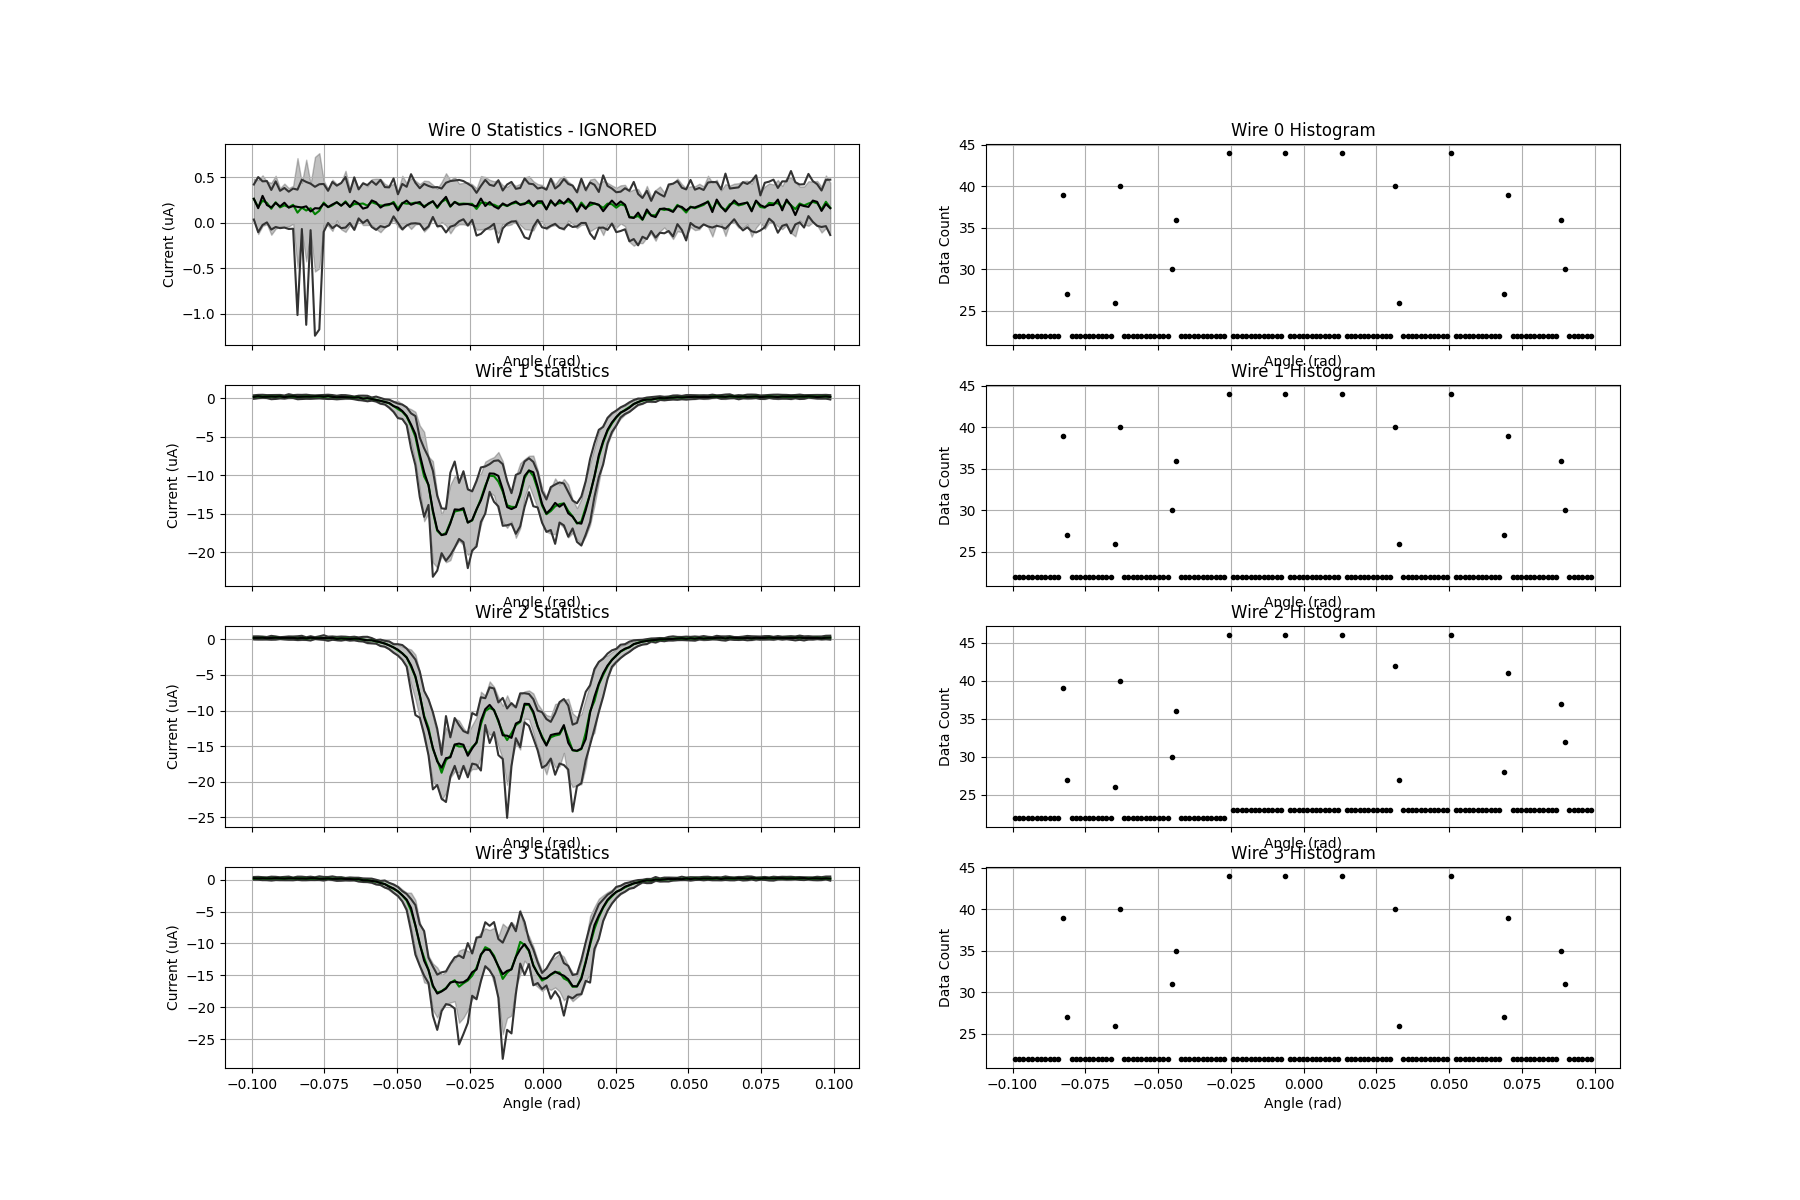 Wire 0 Statistics - IGNORED
Current (uA)
0.5
0.0
−0.5
−1.0
Angle (rad)
Wire 0 Histogram
Data Count
45
40
35
30
25
Angle (rad)
Wire 1 Statistics
Current (uA)
0
−5
−10
−15
−20
Angle (rad)
Wire 1 Histogram
Data Count
45
40
35
30
25
Angle (rad)
Wire 2 Statistics
Current (uA)
0
−5
−10
−15
−20
−25
Angle (rad)
Wire 2 Histogram
Data Count
45
40
35
30
25
Angle (rad)
Wire 3 Statistics
Current (uA)
0
−5
−10
−15
−20
−25
−0.100 −0.075 −0.050 −0.025 0.000 0.025 0.050 0.075 0.100
Angle (rad)
Wire 3 Histogram
Data Count
45
40
35
30
25
−0.100 −0.075 −0.050 −0.025 0.000 0.025 0.050 0.075 0.100
Angle (rad)